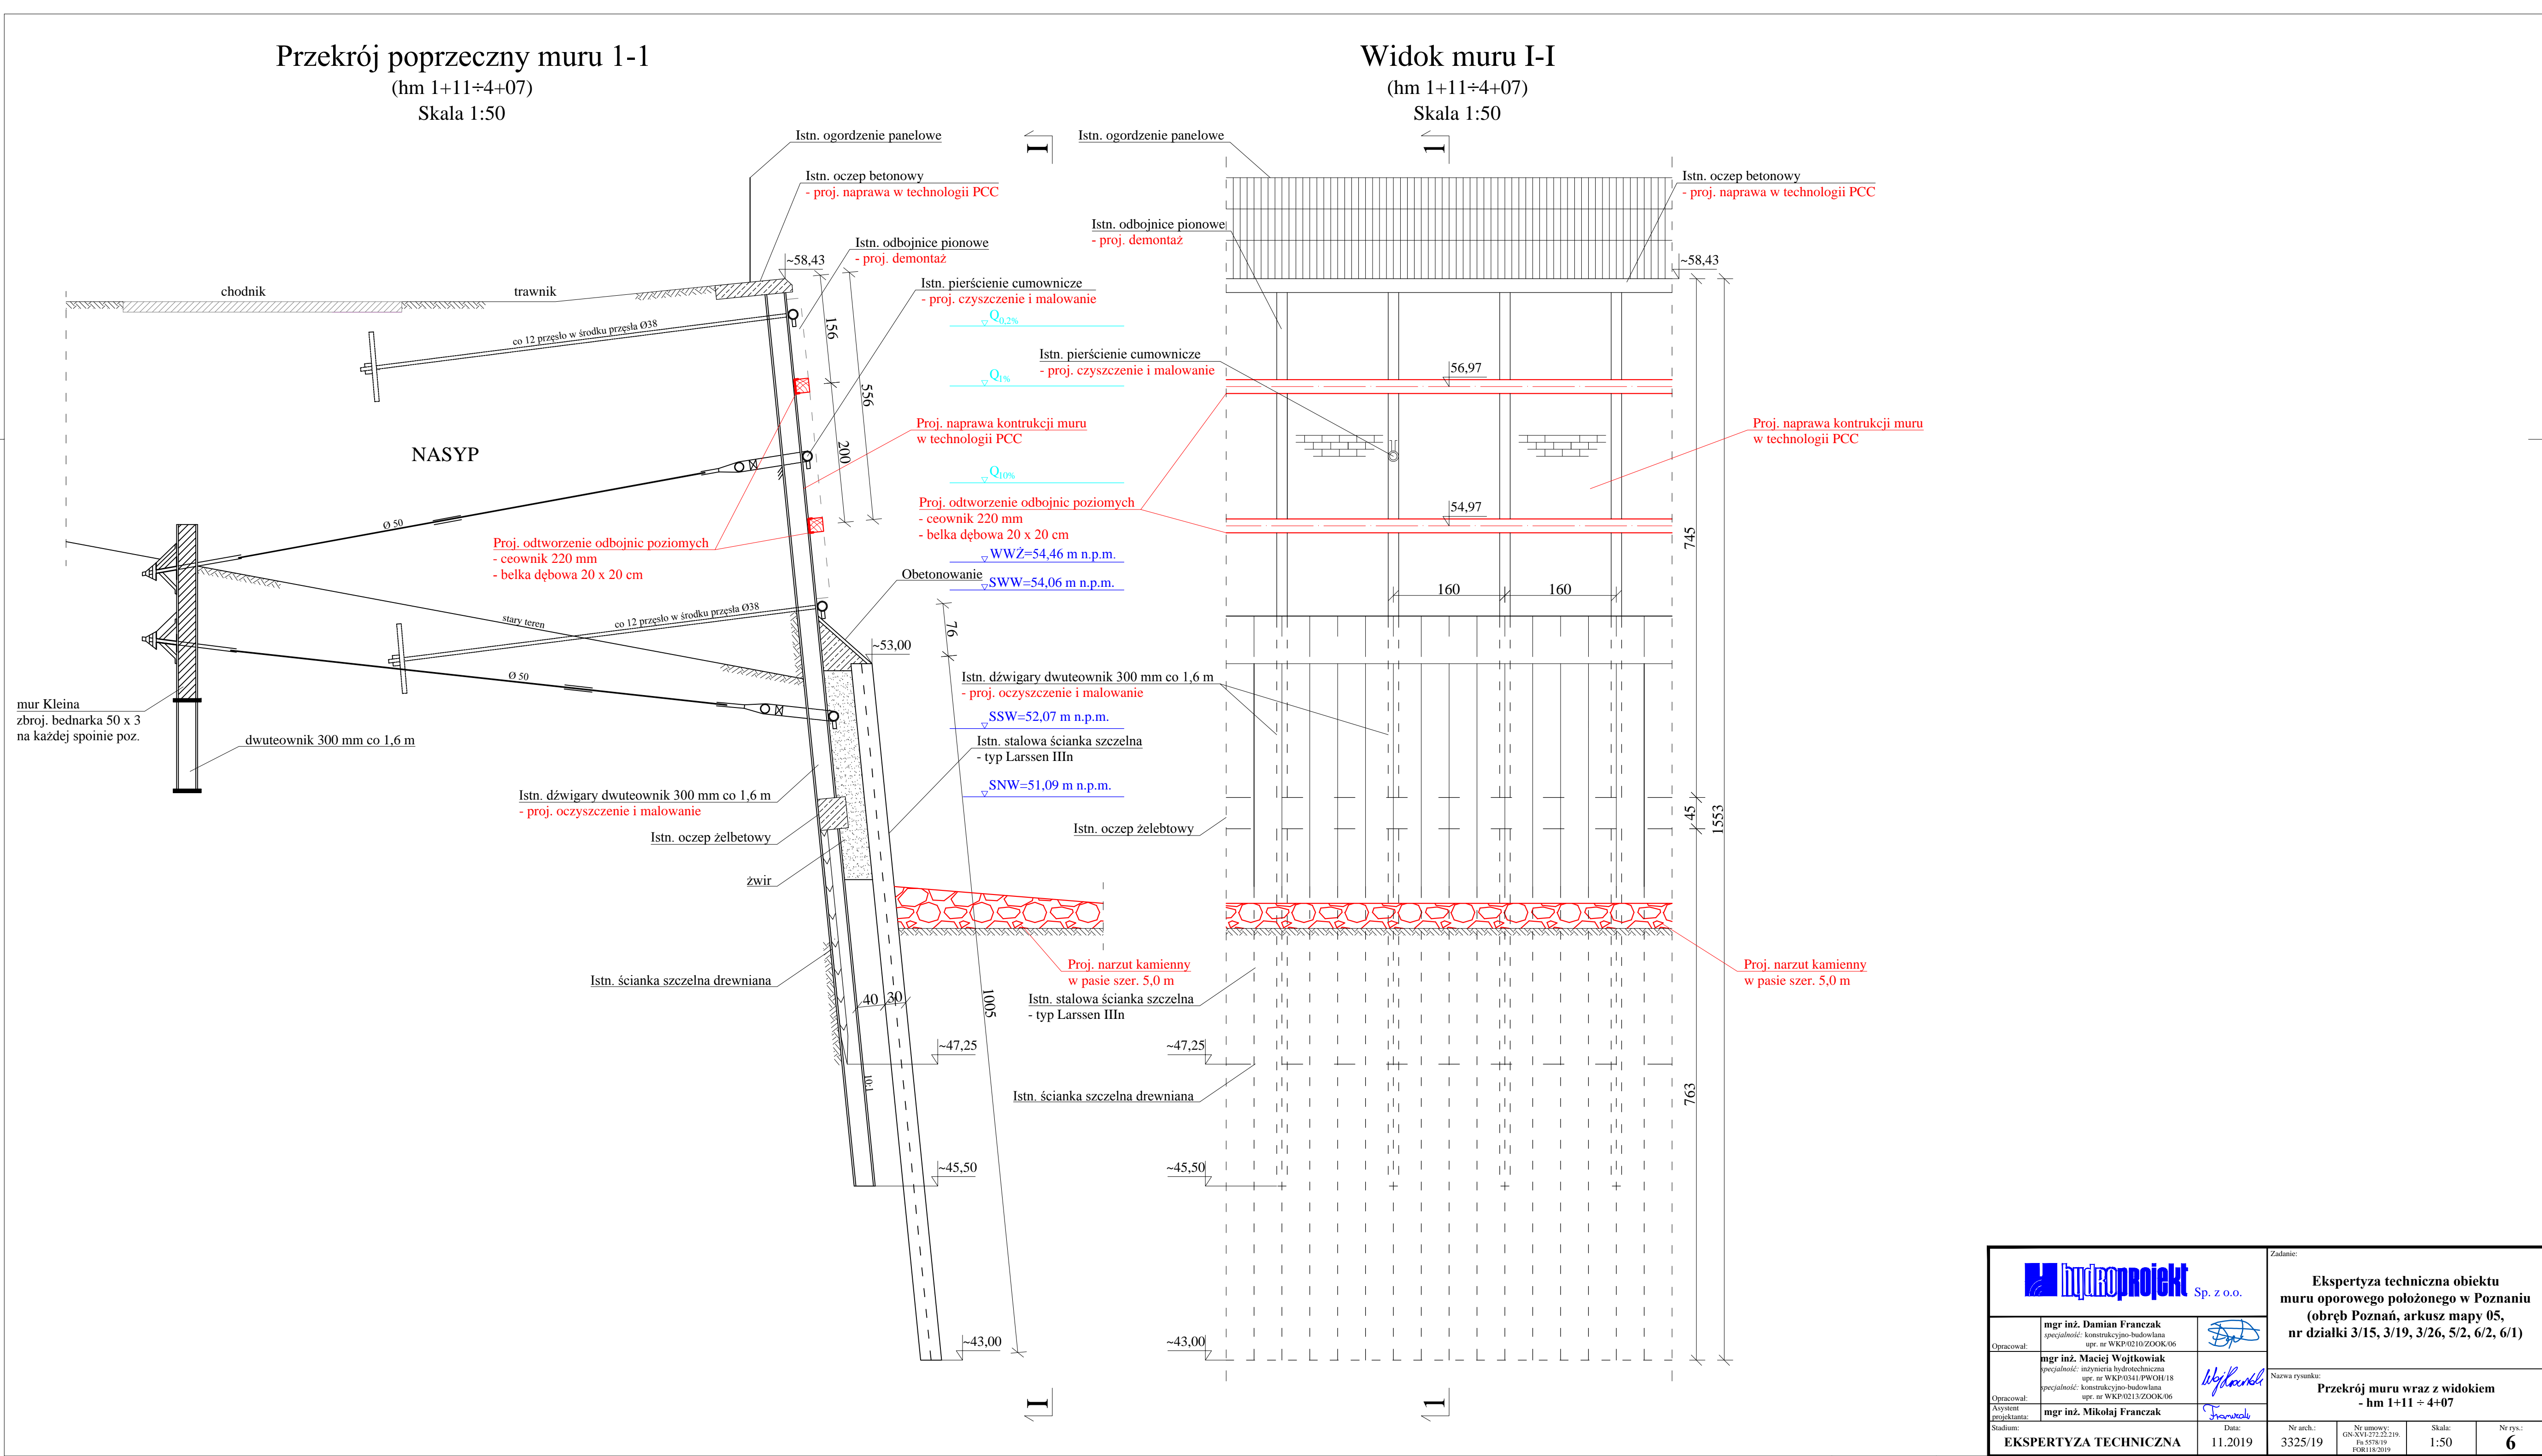 Przekrój poprzeczny muru 1-1
(hm 1+11÷4+07)
Skala 1:50
Widok muru I-I
(hm 1+11÷4+07)
Skala 1:50
Istn. ogordzenie panelowe
I
Istn. oczep betonowy
- proj. naprawa w technologii PCC
Istn. odbojnice pionowe
- proj. demontaż
~58,43
Istn. pierścienie cumownicze
- proj. czyszczenie i malowanie
chodnik
trawnik
156
556
200
co 12 przęsło w środku przęsła Ø38
Q0.2%
Q1%
Q10%
NASYP
Proj. naprawa kontrukcji muru
w technologii PCC
Ø 50
Proj. odtworzenie odbojnic poziomych
- ceownik 220 mm
- belka dębowa 20 x 20 cm
Proj. odtworzenie odbojnic poziomych
- ceownik 220 mm
- belka dębowa 20 x 20 cm
WWŻ=54,46 m n.p.m.
Obetonowanie
SWW=54,06 m n.p.m.
stary teren
co 12 przęsło w środku przęsła Ø38
76
~53,00
Ø 50
mur Kleina
zbroj. bednarka 50 x 3
na każdej spoinie poz.
dwuteownik 300 mm co 1,6 m
Istn. dźwigary dwuteownik 300 mm co 1,6 m
- proj. oczyszczenie i malowanie
SSW=52,07 m n.p.m.
Istn. stalowa ścianka szczelna
- typ Larssen IIIn
SNW=51,09 m n.p.m.
Istn. dźwigary dwuteownik 300 mm co 1,6 m
- proj. oczyszczenie i malowanie
Istn. oczep żelbetowy
żwir
Proj. narzut kamienny
w pasie szer. 5,0 m
Istn. ścianka szczelna drewniana
40
30
1005
~47,25
10:1
~45,50
~43,00
I
Istn. ogordzenie panelowe
1
Istn. oczep betonowy
- proj. naprawa w technologii PCC
Istn. odbojnice pionowe
- proj. demontaż
~58,43
Istn. pierścienie cumownicze
- proj. czyszczenie i malowanie
56,97
Proj. naprawa kontrukcji muru
w technologii PCC
54,97
745
160
160
45
1553
Istn. oczep żelebtowy
Proj. narzut kamienny
w pasie szer. 5,0 m
Istn. stalowa ścianka szczelna
- typ Larssen IIIn
~47,25
Istn. ścianka szczelna drewniana
763
~45,50
~43,00
1
hydroprojekt Sp. z o.o.
Zadanie:
Ekspertyza techniczna obiektu
muru oporowego położonego w Poznaniu
(obręb Poznań, arkusz mapy 05,
nr działki 3/15, 3/19, 3/26, 5/2, 6/2, 6/1)
Opracował:
mgr inż. Damian Franczak
specjalność: konstrukcyjno-budowlana
upr. nr WKP/0210/ZOOK/06
Opracował:
mgr inż. Maciej Wojtkowiak
specjalność: inżynieria hydrotechniczna
upr. nr WKP/0341/PWOH/18
specjalność: konstrukcyjno-budowlana
upr. nr WKP/0213/ZOOK/06
Asystent
projektanta:
mgr inż. Mikołaj Franczak
Nazwa rysunku:
Przekrój muru wraz z widokiem
- hm 1+11 ÷ 4+07
Stadium:
EKSPERTYZA TECHNICZNA
Data:
11.2019
Nr arch.:
3325/19
Nr umowy:
GN-XVI-272.22.219.
Fn 5578/19
FOR118/2019
Skala:
1:50
Nr rys.:
6